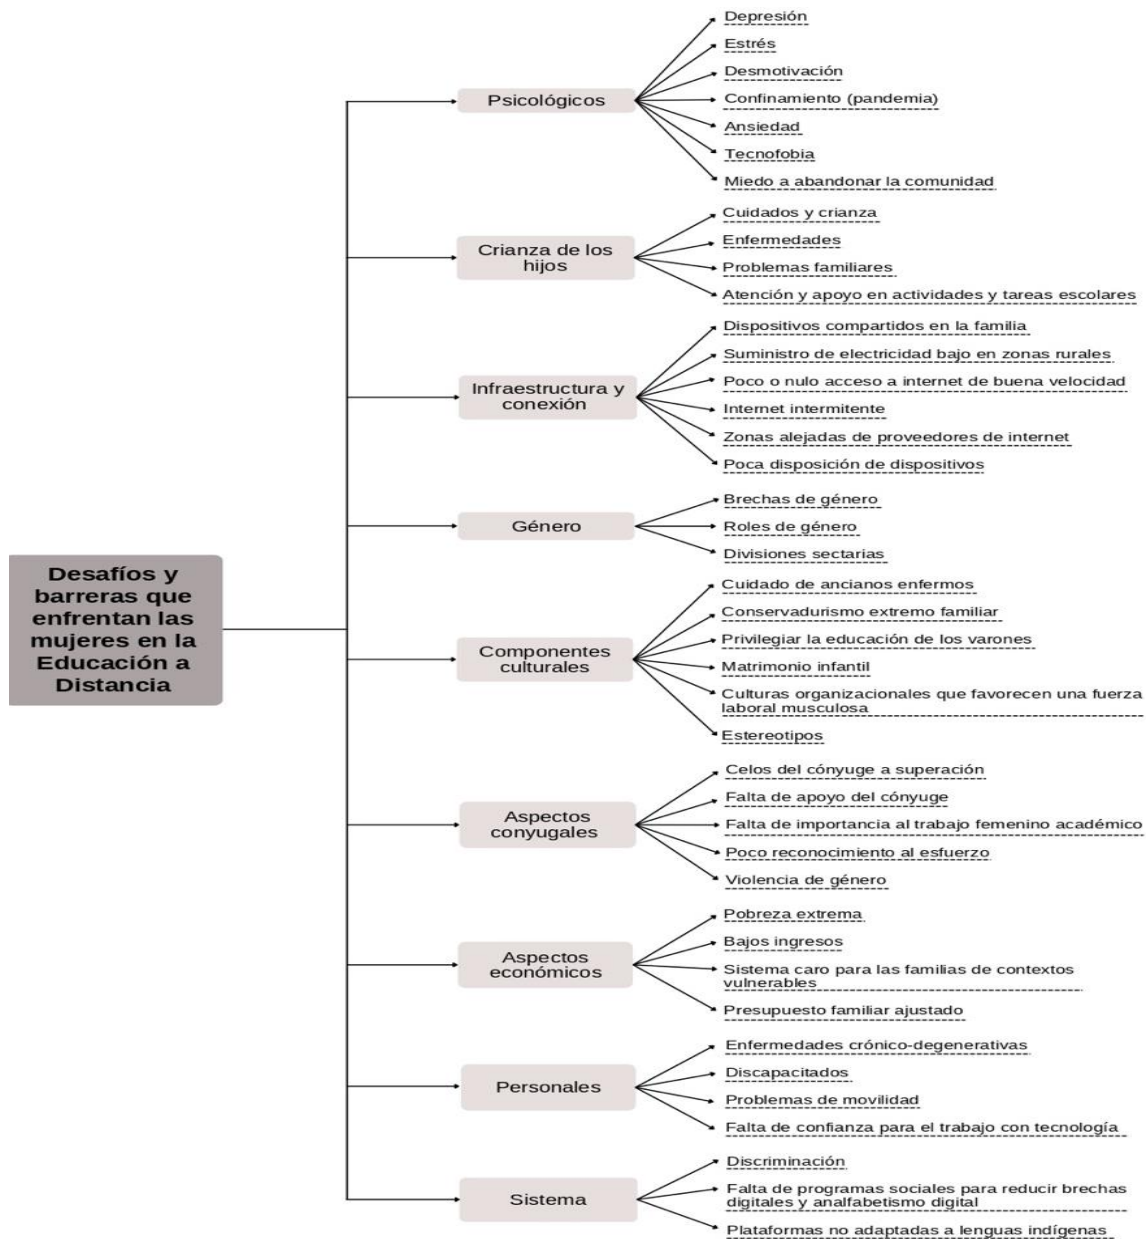 Desafíos y
barreras que
enfrentan las
mujeres en la
Educación a
Distancia
Psicológicos
Depresión
Estrés
Desmotivación
Confinamiento (pandemia)
Ansiedad
Tecnofobia
Miedo a abandonar la comunidad
Crianza de los
hijos
Cuidados y crianza
Enfermedades
Problemas familiares
Atención y apoyo en actividades y tareas escolares
Infraestructura y
conexión
Dispositivos compartidos en la familia
Suministro de electricidad bajo en zonas rurales
Poco o nulo acceso a internet de buena velocidad
Internet intermitente
Zonas alejadas de proveedores de internet
Poca disposición de dispositivos
Género
Brechas de género
Roles de género
Divisiones sectarias
Componentes
culturales
Cuidado de ancianos enfermos
Conservadurismo extremo familiar
Privilegiar la educación de los varones
Matrimonio infantil
Culturas organizacionales que favorecen una fuerza
laboral musculosa
Estereotipos
Aspectos
conyugales
Celos del cónyuge a superación
Falta de apoyo del cónyuge
Falta de importancia al trabajo femenino académico
Poco reconocimiento al esfuerzo
Violencia de género
Aspectos
económicos
Pobreza extrema
Bajos ingresos
Sistema caro para las familias de contextos
vulnerables
Presupuesto familiar ajustado
Personales
Enfermedades crónico-degenerativas
Discapacitados
Problemas de movilidad
Falta de confianza para el trabajo con tecnología
Sistema
Discriminación
Falta de programas sociales para reducir brechas
digitales y analfabetismo digital
Plataformas no adaptadas a lenguas indígenas